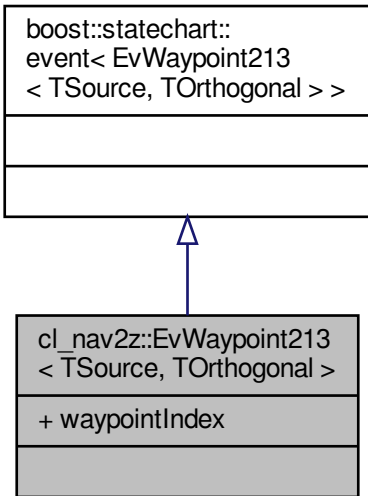 boost::statechart::
event< EvWaypoint213
< TSource, TOrthogonal > >
cl_nav2z::EvWaypoint213
< TSource, TOrthogonal >
+ waypointIndex